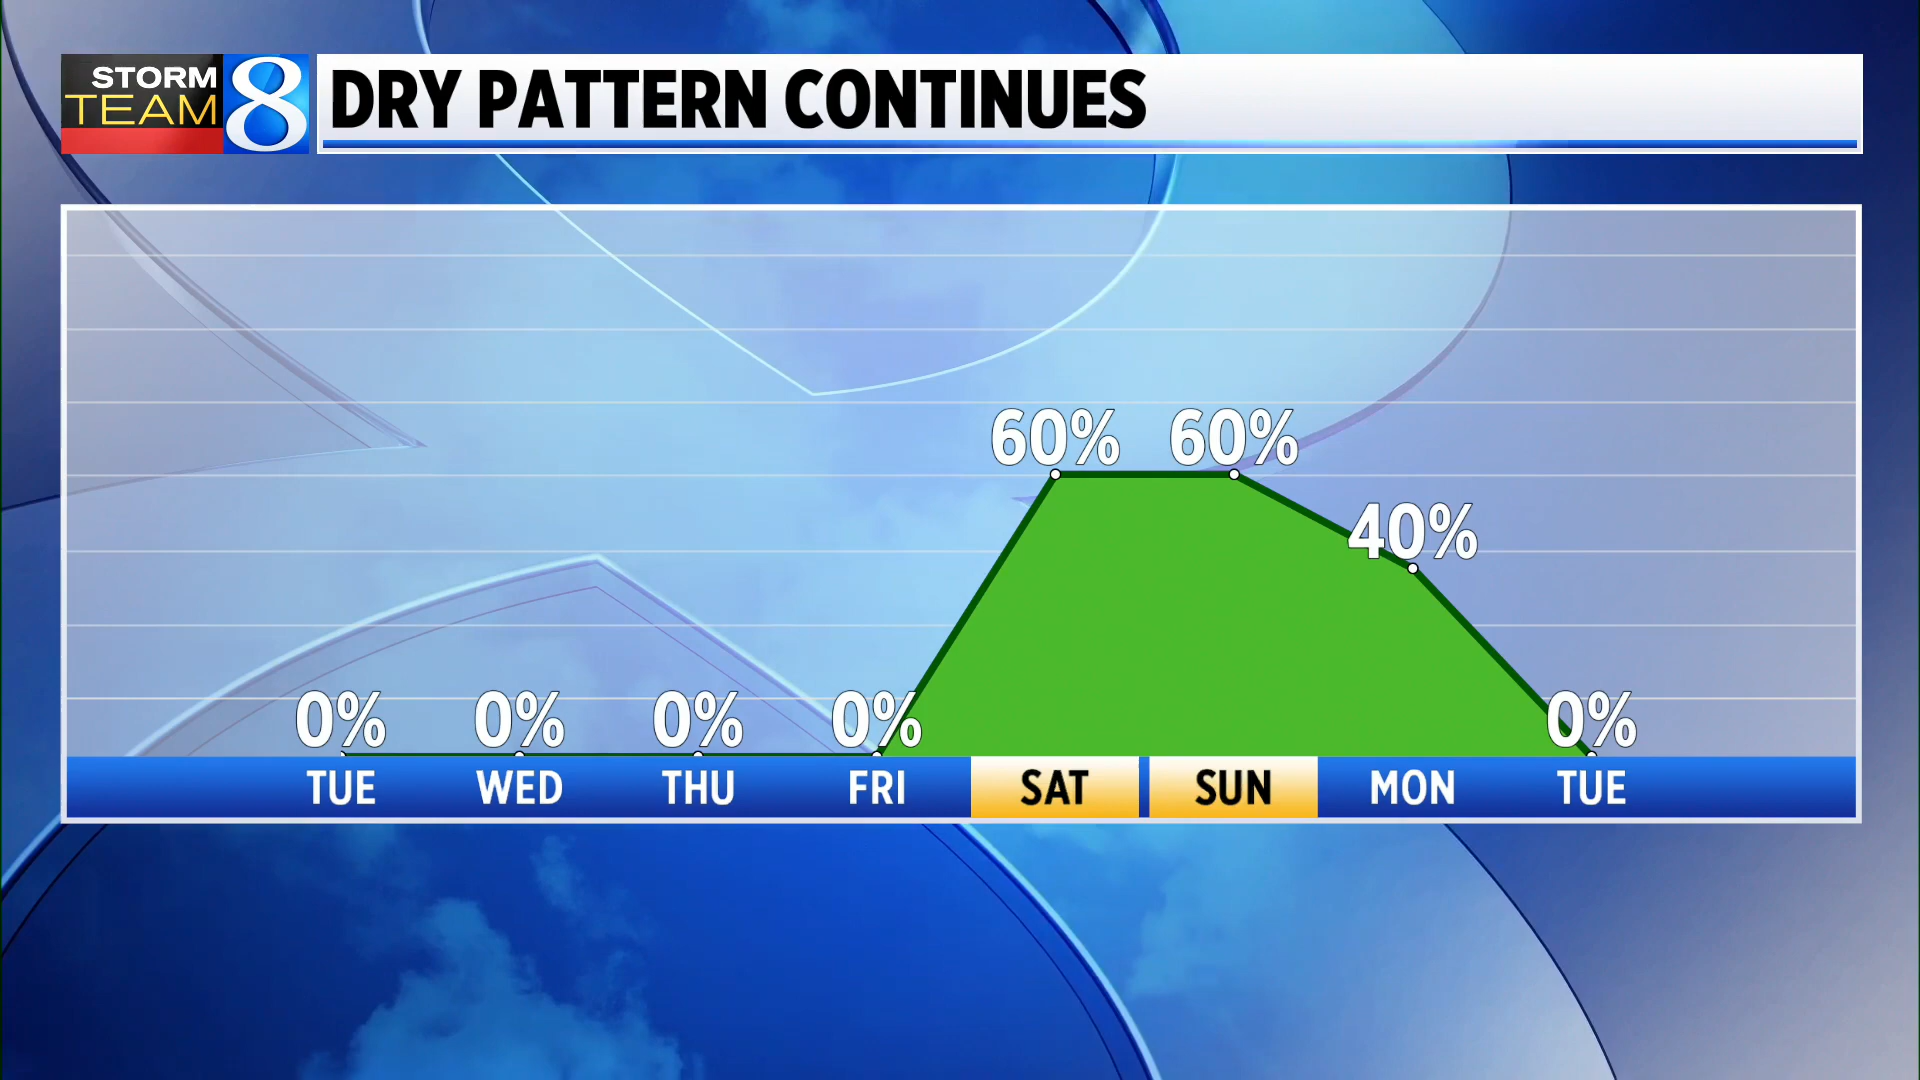 STORM
TEAM 8
DRY PATTERN CONTINUES
60% 60%
40%
0% 0% 0% 0% 0%
TUE WED THU FRI SAT SUN MON TUE